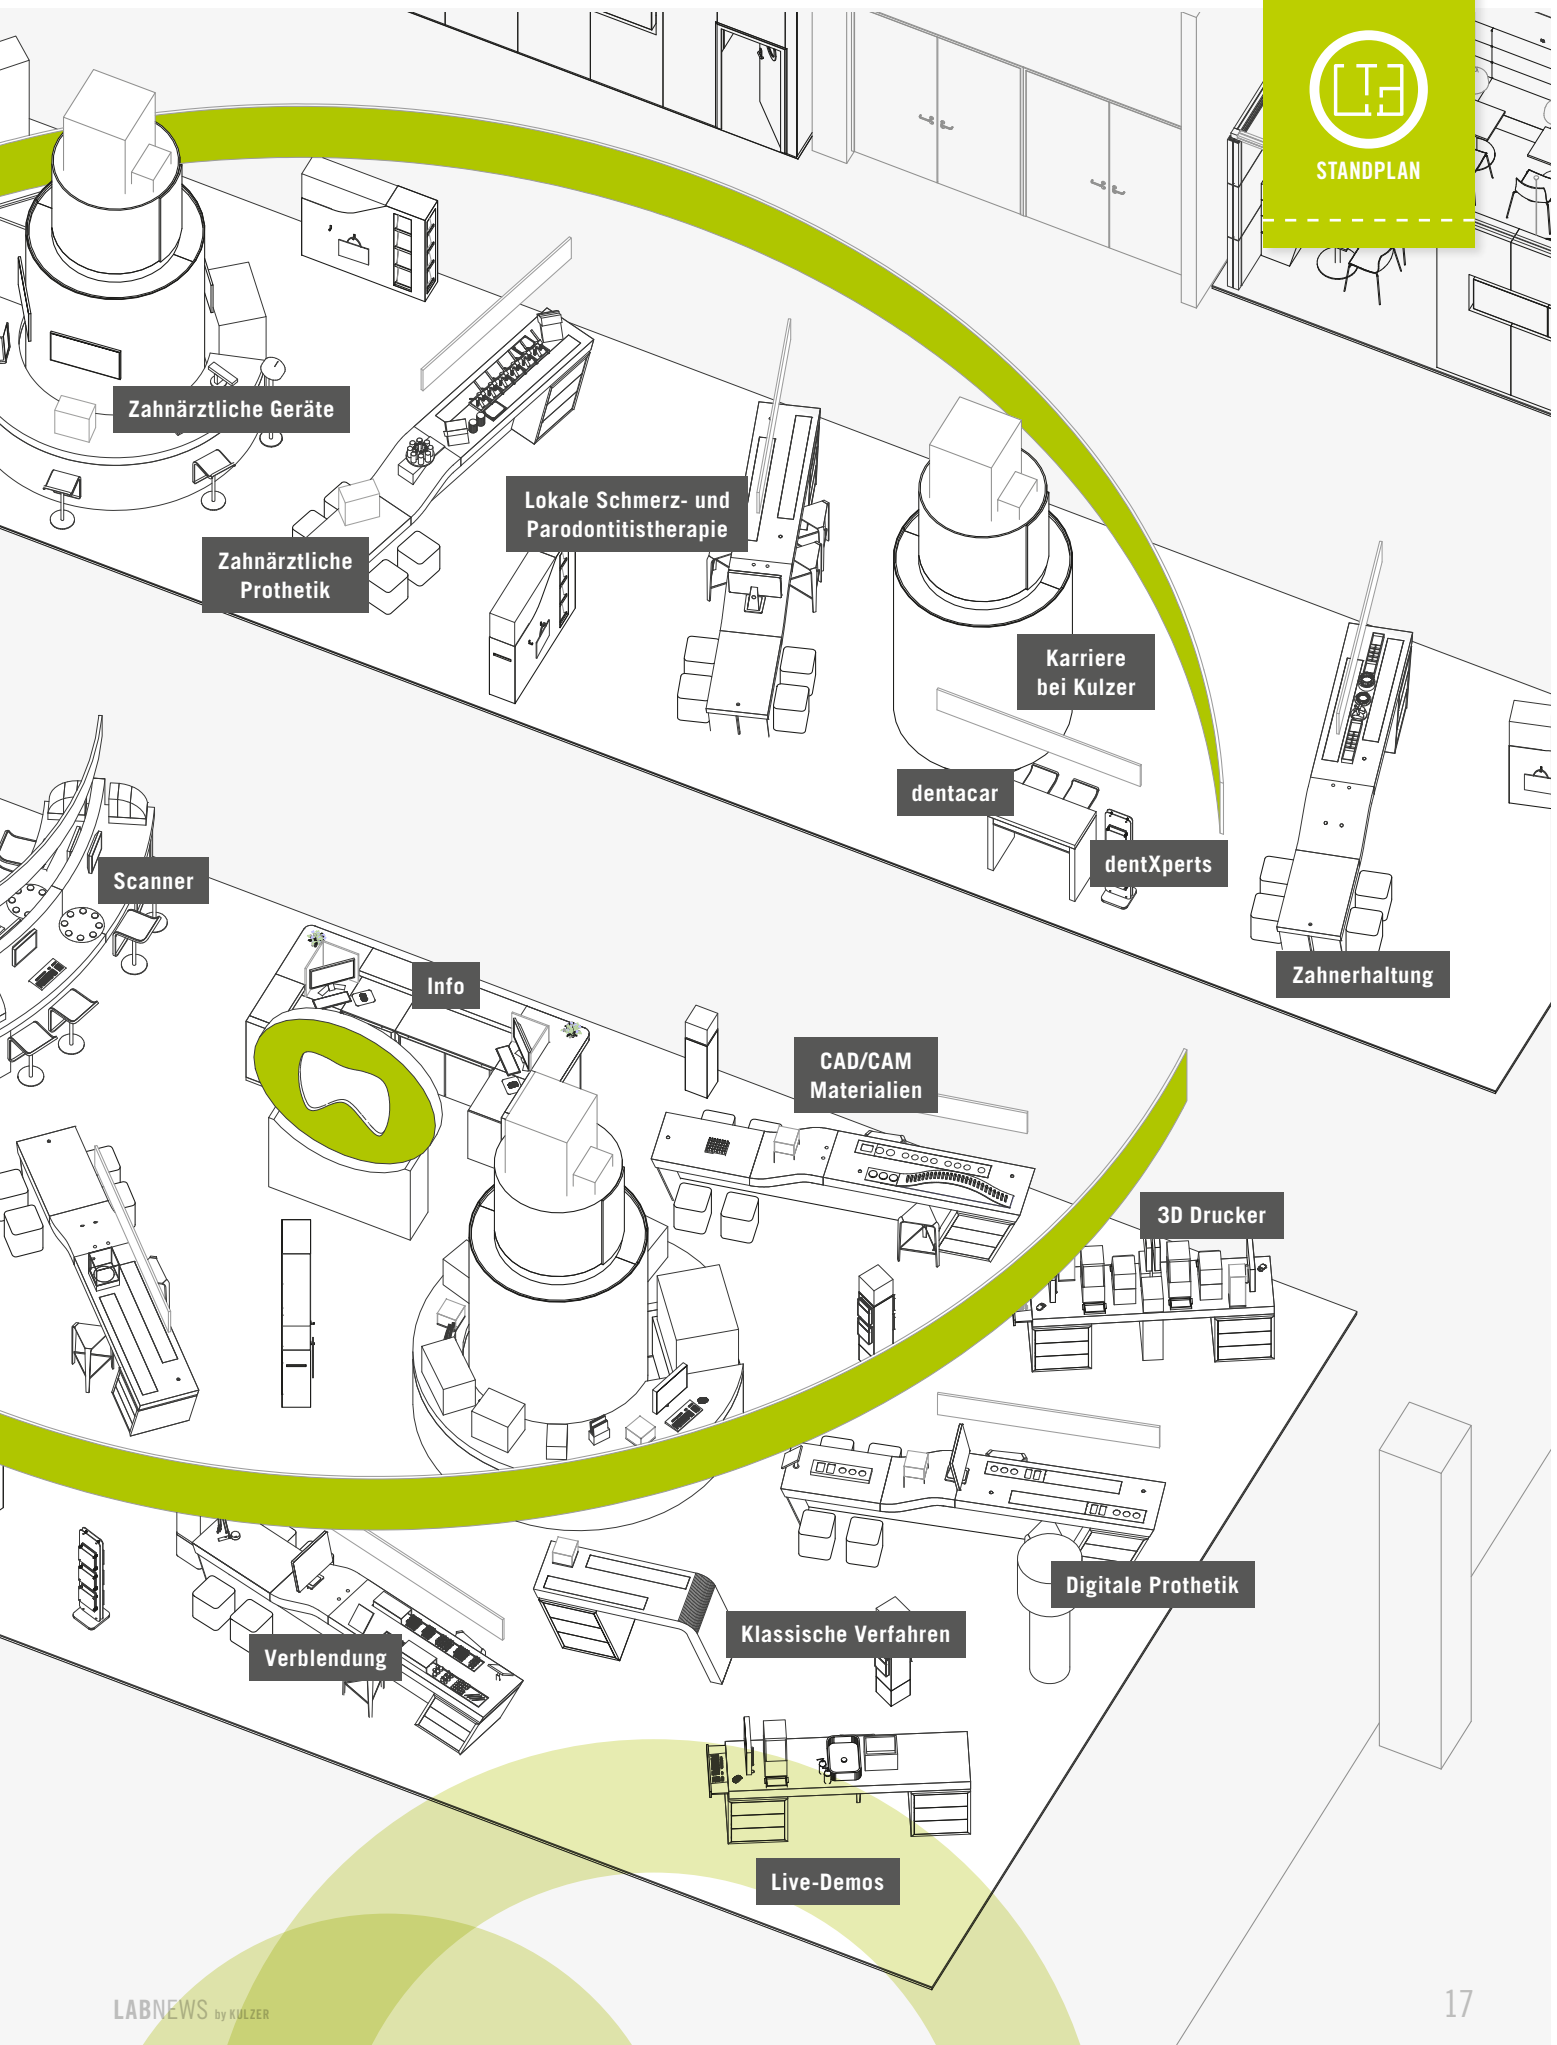 STANDPLAN
Zahnärztliche Geräte
Lokale Schmerz- und
Parodontitistherapie
Zahnärztliche
Prothetik
Karriere
bei Kulzer
dentacar
dentXperts
Scanner
Zahnerhaltung
Info
CAD/CAM
Materialien
3D Drucker
Digitale Prothetik
Klassische Verfahren
Verblendung
Live-Demos
LABNEWS by KULZER
17